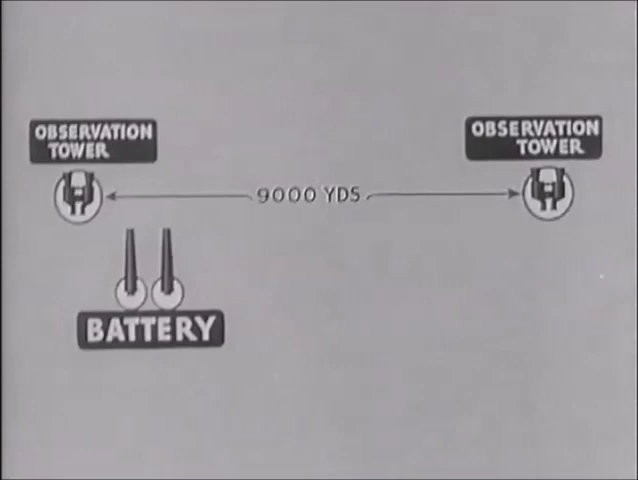 OBSERVATION
TOWER
OBSERVATION
TOWER
9000 YDS
BATTERY